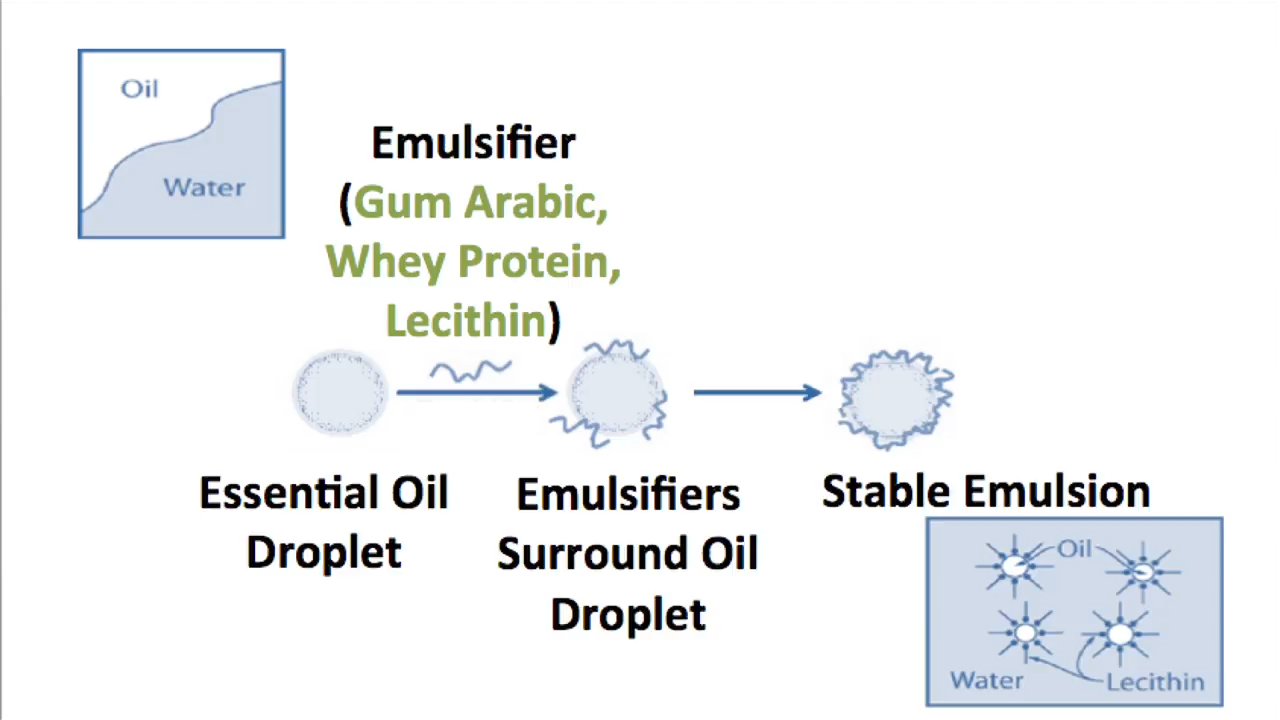 Oil
Water
Emulsifier
(Gum Arabic,
Whey Protein,
Lecithin)
Essential Oil
Droplet
Emulsifiers
Surround Oil
Droplet
Stable Emulsion
Oil
Water
Lecithin